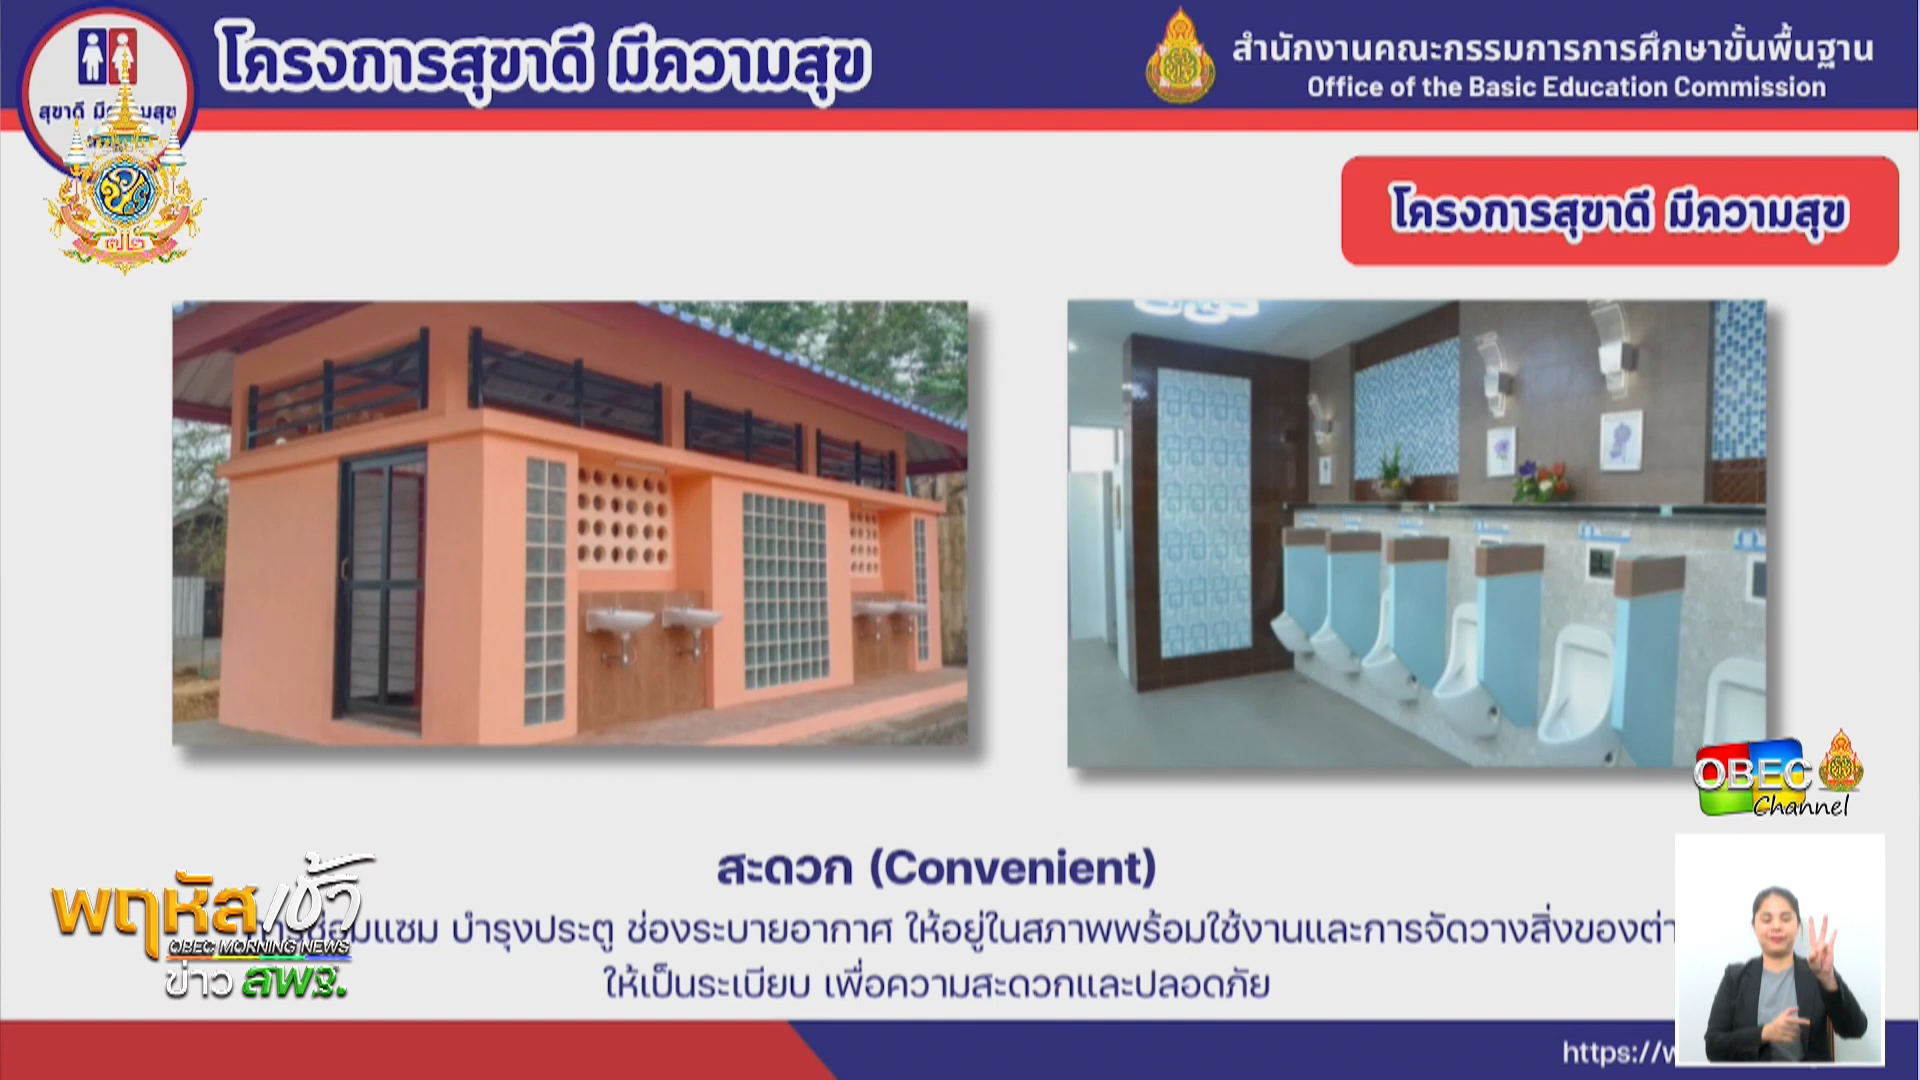 โครงการสุขาดี มีความสุข
สำนักงานคณะกรรมการการศึกษาขั้นพื้นฐาน
Office of the Basic Education Commission
สุขาดี
๗๒
โครงการสุขาดี มีความสุข
OBEC
Channel
สะดวก (Convenient)
บำรุงประตู ช่องระบายอากาศ ให้อยู่ในสภาพพร้อมใช้งานและการจัดวางสิ่งของต่า
ให้เป็นระเบียบ เพื่อความสะดวกและปลอดภัย
พฤหัสเช้า
OBEC MORNING NEWS
ข่าว สพฐ.
https://w